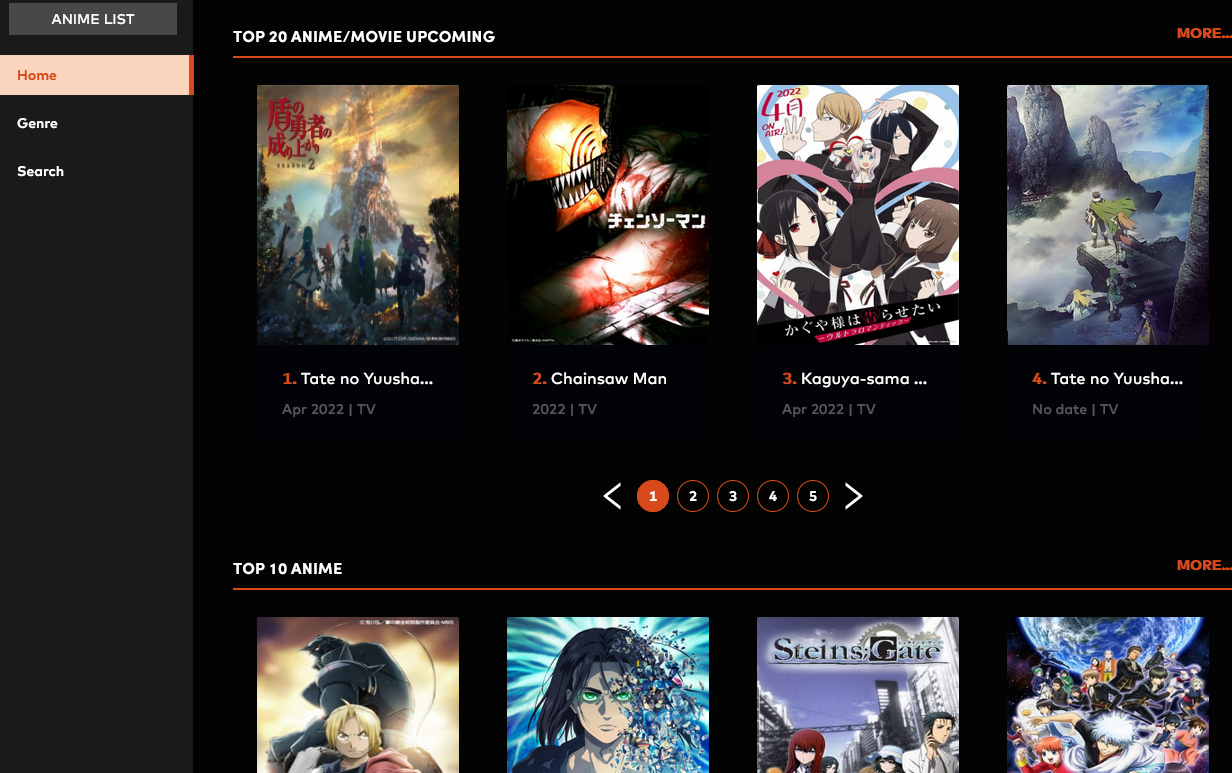 ANIME LIST
Home
Genre
Search
TOP 20 ANIME/MOVIE UPCOMING
MORE...
盾の
勇者の
成り上がり
SEASON 2
チェンソーマン
2022
4月
ON AIR!
かぐや様は告らせたい
ーウルトラロマンティックー
1. Tate no Yuusha...
Apr 2022 | TV
2. Chainsaw Man
2022 | TV
3. Kaguya-sama ...
Apr 2022 | TV
4. Tate no Yuusha...
No date | TV
1 2 3 4 5
TOP 10 ANIME
MORE...
Steins;Gate